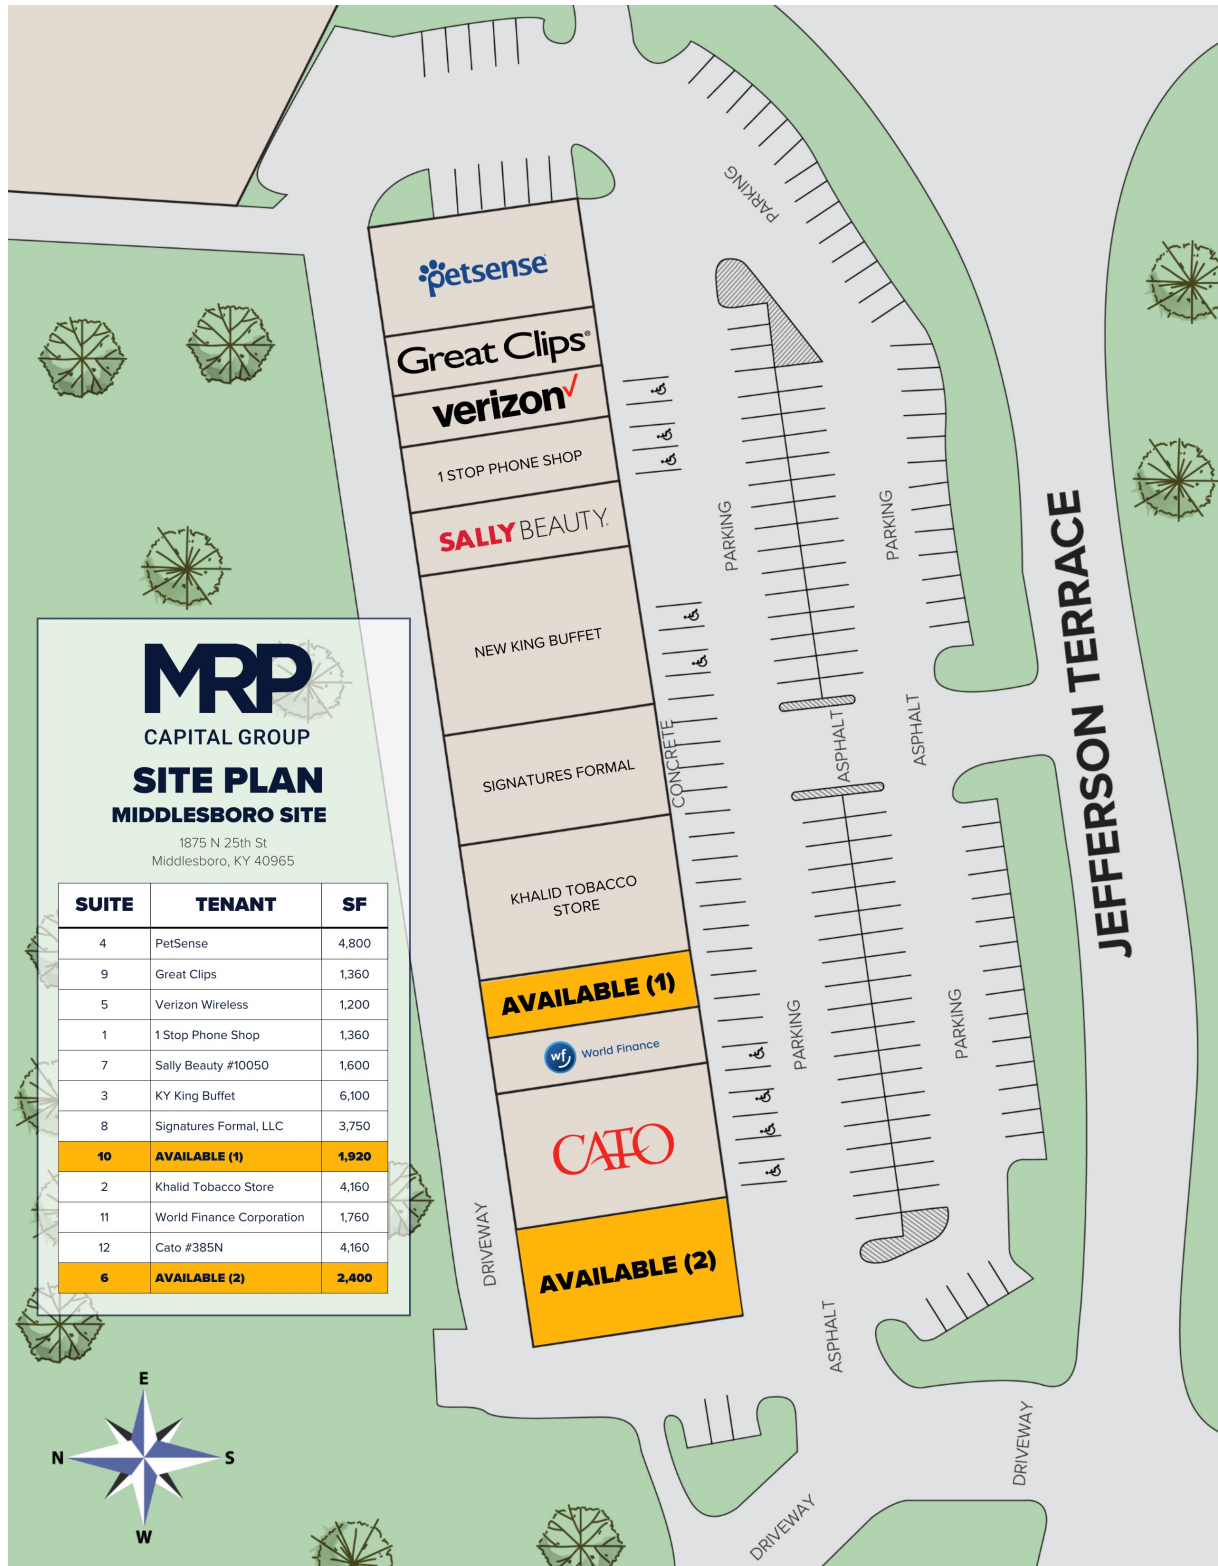 PARKING
petsense
Great Clips®
verizon
1 STOP PHONE SHOP
SALLY BEAUTY.
NEW KING BUFFET
SIGNATURES FORMAL
KHALID TOBACCO
STORE
AVAILABLE (1)
wf World Finance
CATO
AVAILABLE (2)
PARKING
PARKING
CONCRETE
ASPHALT
ASPHALT
JEFFERSON TERRACE
PARKING
PARKING
ASPHALT
DRIVEWAY
DRIVEWAY
DRIVEWAY
MRP
CAPITAL GROUP
SITE PLAN
MIDDLESBORO SITE
1875 N 25th St
Middlesboro, KY 40965
SUITE TENANT SF
4 PetSense 4,800
9 Great Clips 1,360
5 Verizon Wireless 1,200
1 1 Stop Phone Shop 1,360
7 Sally Beauty #10050 1,600
3 KY King Buffet 6,100
8 Signatures Formal, LLC 3,750
10 AVAILABLE (1) 1,920
2 Khalid Tobacco Store 4,160
11 World Finance Corporation 1,760
12 Cato #385N 4,160
6 AVAILABLE (2) 2,400
E
N S
W